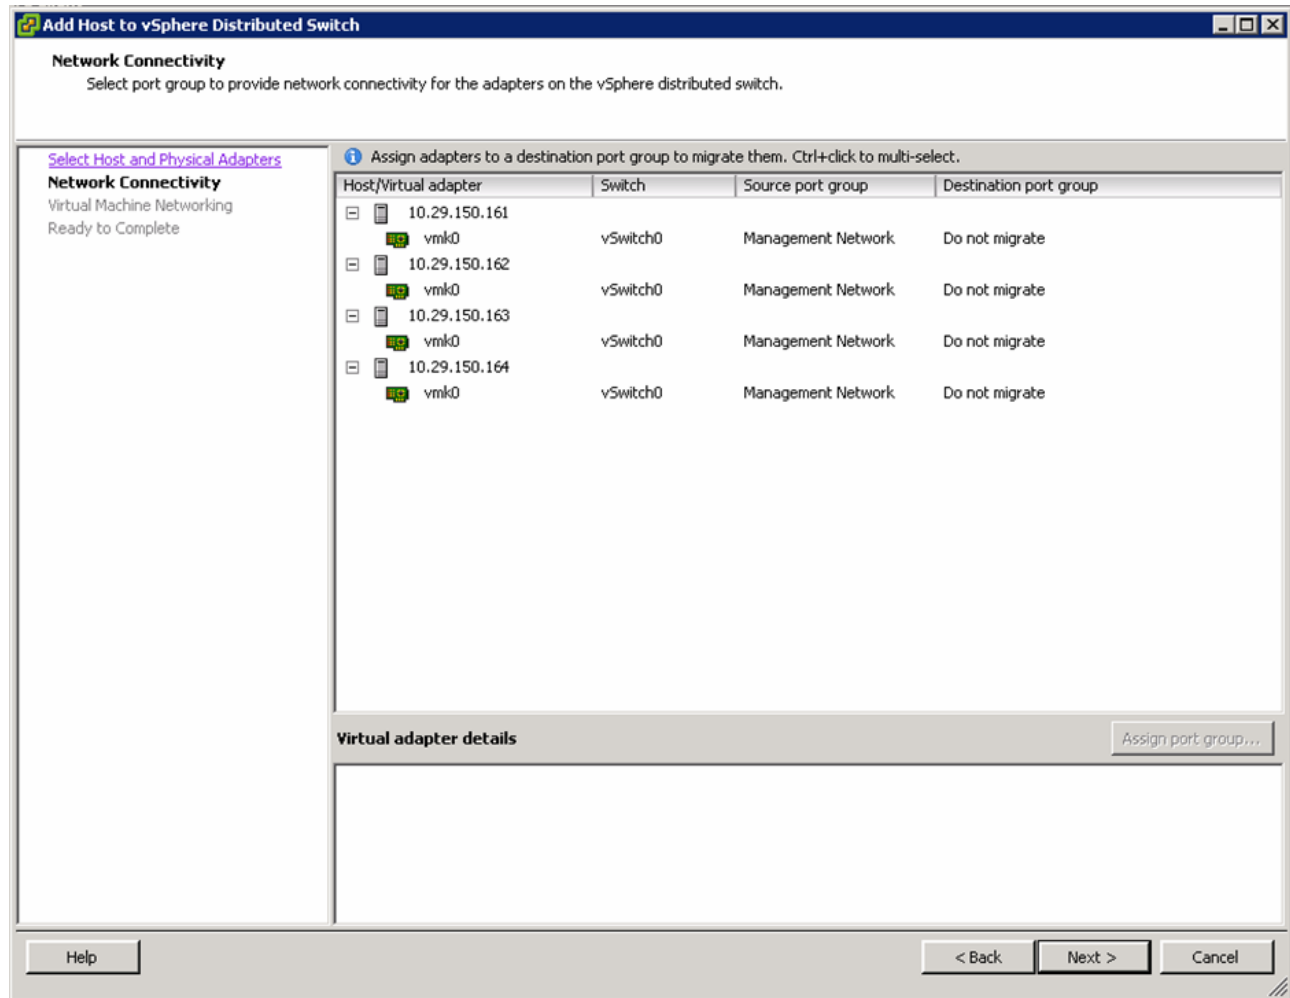 Add Host to vSphere Distributed Switch
Network Connectivity
Select port group to provide network connectivity for the adapters on the vSphere distributed switch.
Select Host and Physical Adapters
Network Connectivity
Virtual Machine Networking
Ready to Complete
Assign adapters to a destination port group to migrate them. Ctrl+click to multi-select.
Host/Virtual adapter Switch Source port group Destination port group
10.29.150.161
vmk0 vSwitch0 Management Network Do not migrate
10.29.150.162
vmk0 vSwitch0 Management Network Do not migrate
10.29.150.163
vmk0 vSwitch0 Management Network Do not migrate
10.29.150.164
vmk0 vSwitch0 Management Network Do not migrate
Virtual adapter details Assign port group...
Help < Back Next > Cancel